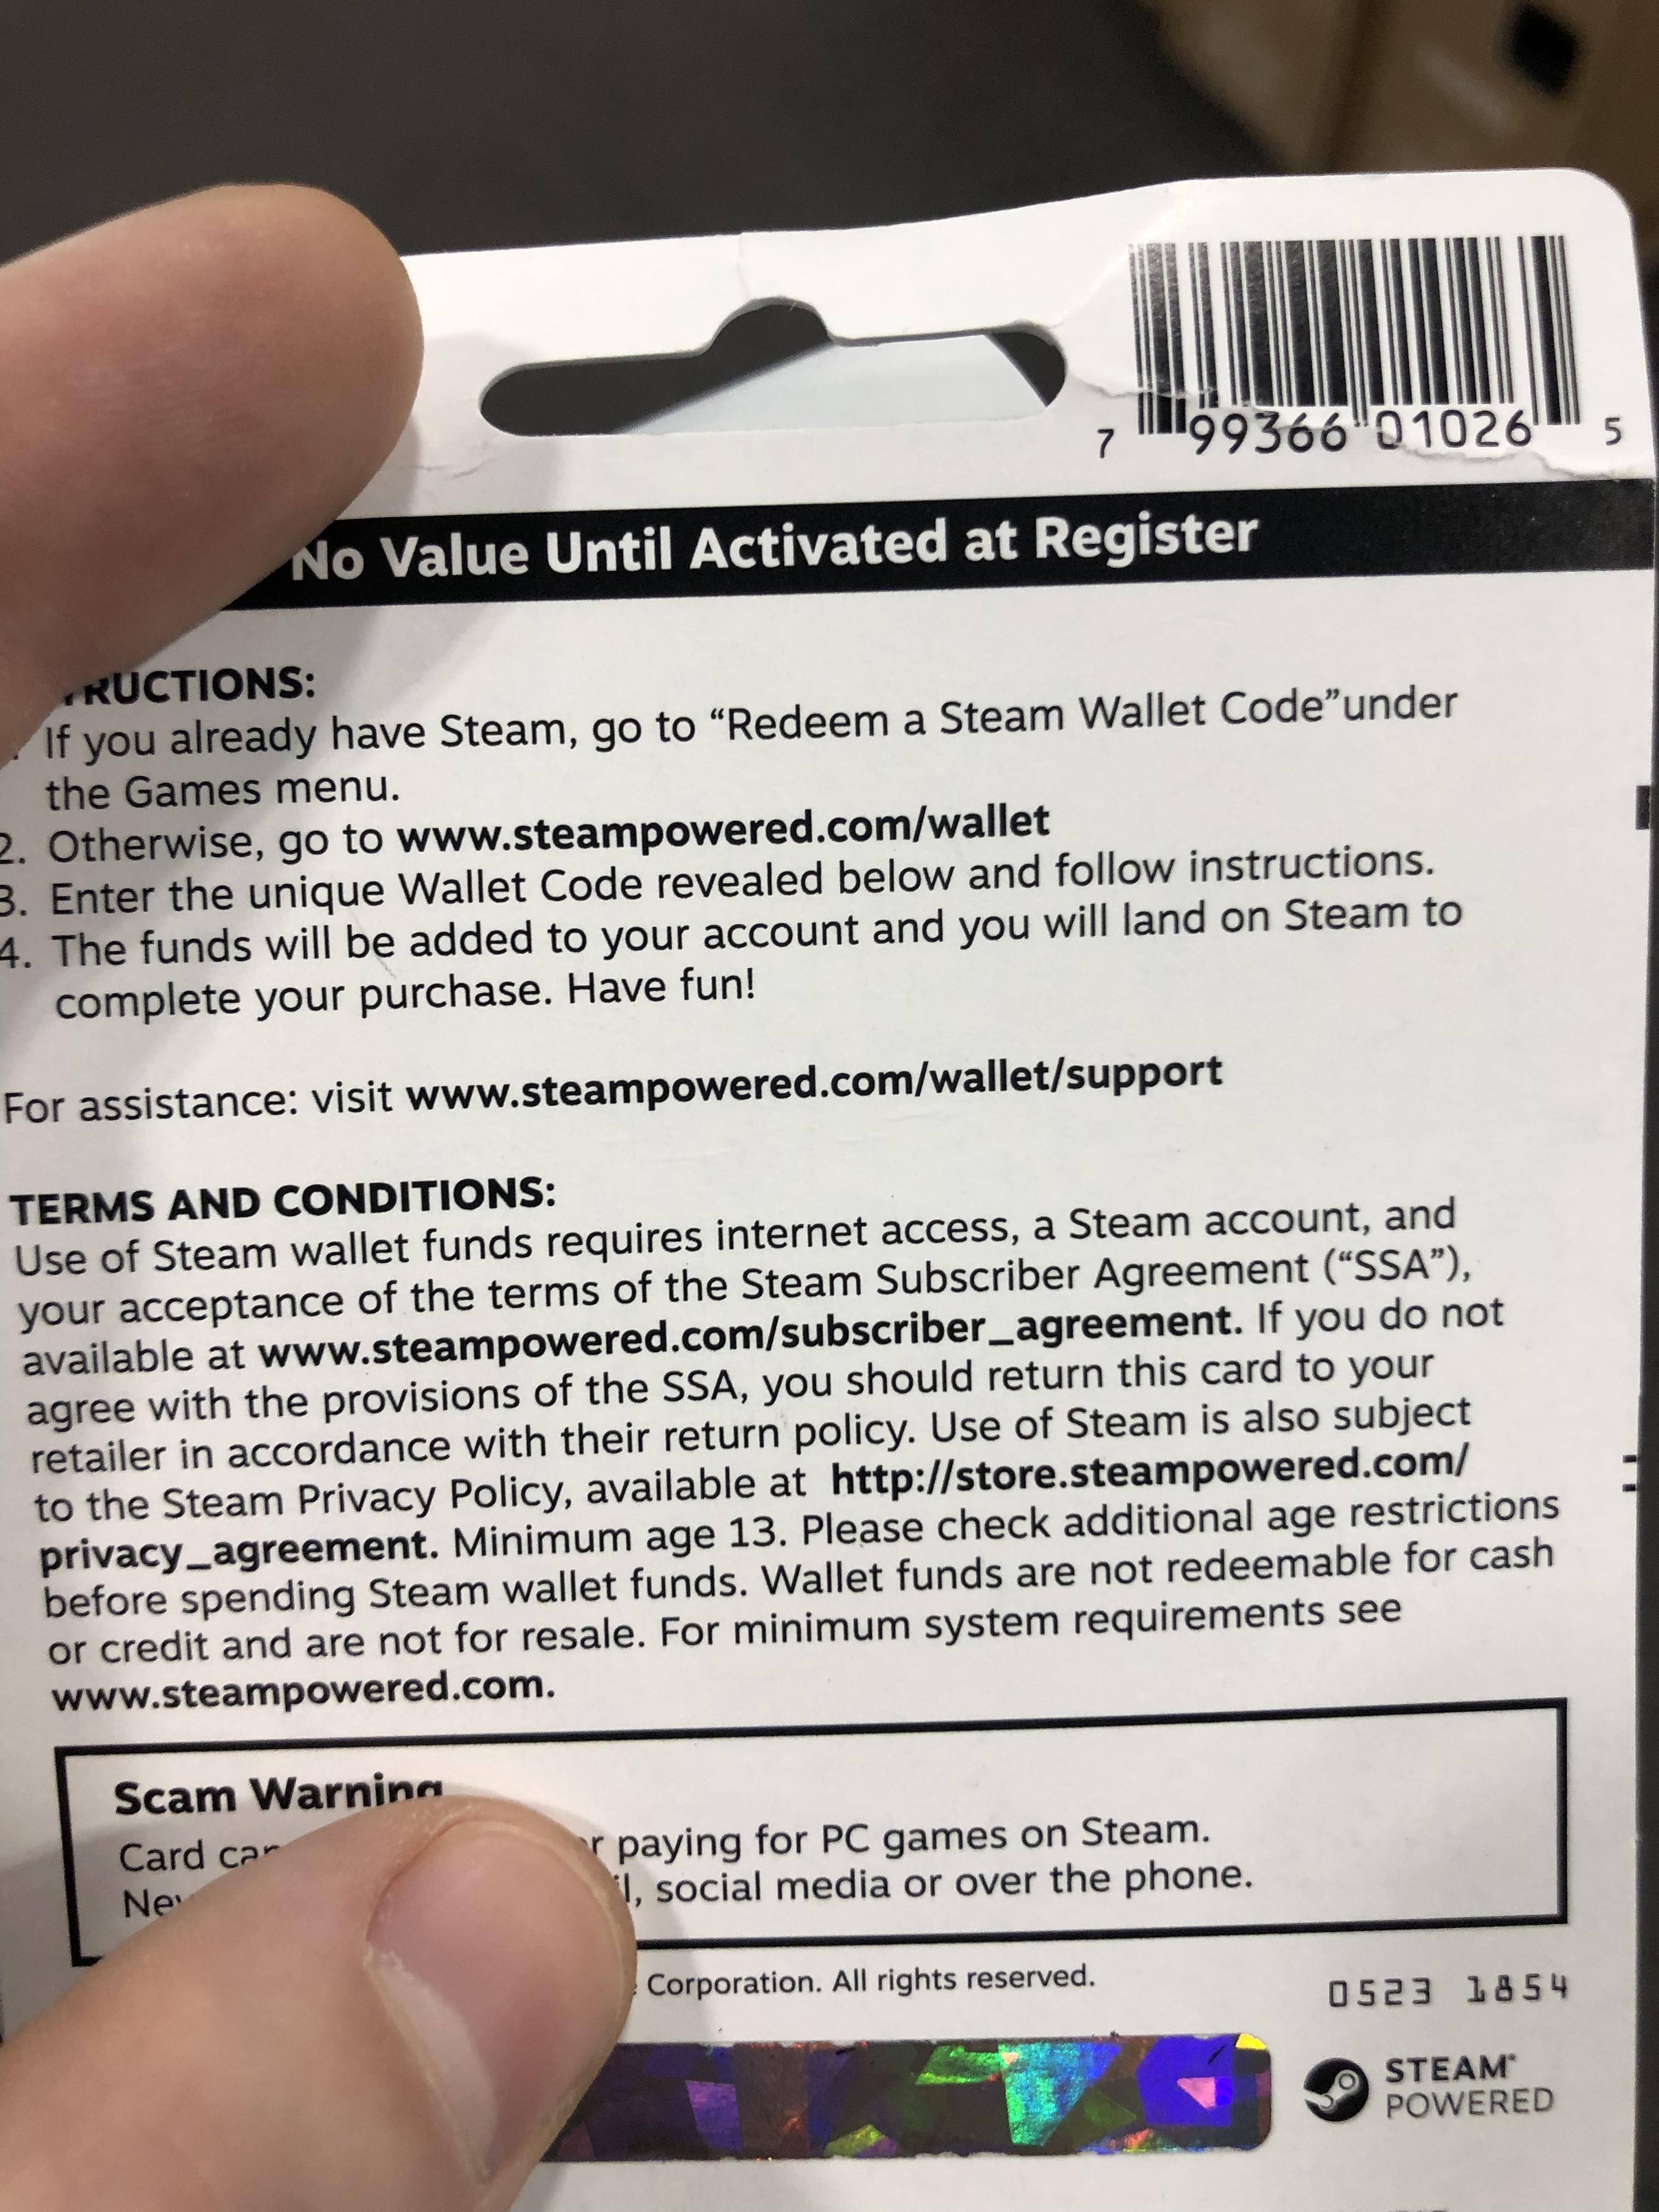 7 99366 01026 5
No Value Until Activated at Register
TRUCTIONS:
If you already have Steam, go to “Redeem a Steam Wallet Code”under
the Games menu.
2. Otherwise, go to www.steampowered.com/wallet
3. Enter the unique Wallet Code revealed below and follow instructions.
4. The funds will be added to your account and you will land on Steam to
complete your purchase. Have fun!
For assistance: visit www.steampowered.com/wallet/support
TERMS AND CONDITIONS:
Use of Steam wallet funds requires internet access, a Steam account, and
your acceptance of the terms of the Steam Subscriber Agreement (“SSA”),
available at www.steampowered.com/subscriber_agreement. If you do not
agree with the provisions of the SSA, you should return this card to your
retailer in accordance with their return policy. Use of Steam is also subject
to the Steam Privacy Policy, available at http://store.steampowered.com/
privacy_agreement. Minimum age 13. Please check additional age restrictions
before spending Steam wallet funds. Wallet funds are not redeemable for cash
or credit and are not for resale. For minimum system requirements see
www.steampowered.com.
Scam Warning
Card paying for PC games on Steam.
social media or over the phone.
Corporation. All rights reserved.
0523 1854
STEAM®
POWERED